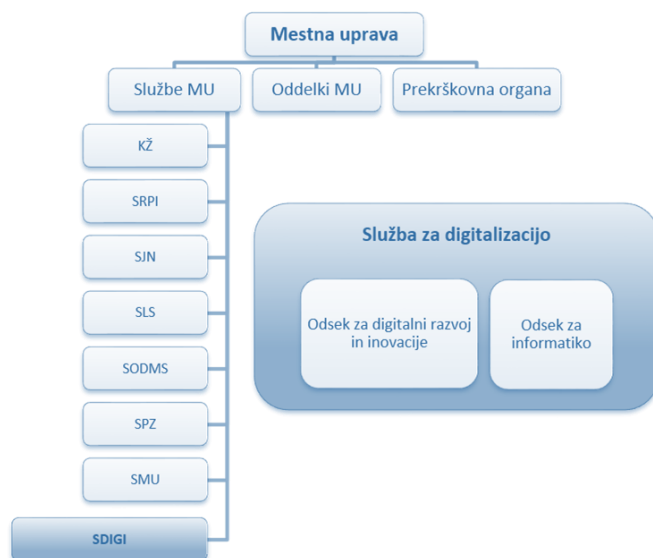 Mestna uprava
Službe MU
Oddelki MU
Prekrškovna organa
KŽ
SRPI
SJN
SLS
SODMS
SPZ
SMU
SDIGI
Služba za digitalizacijo
Odsek za digitalni razvoj
in inovacije
Odsek za
informatiko